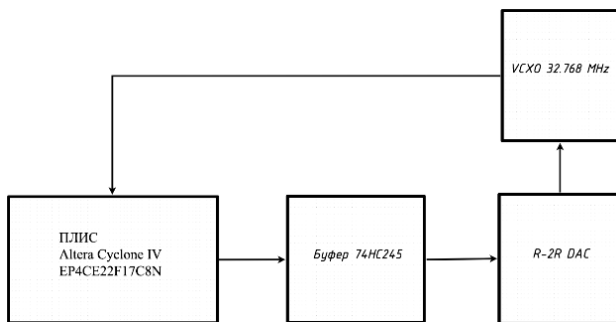 VCXO 32.768 MHz
ПЛИС
Altera Cyclone IV
EP4CE22F17C8N
Буфер 74HC245
R-2R DAC